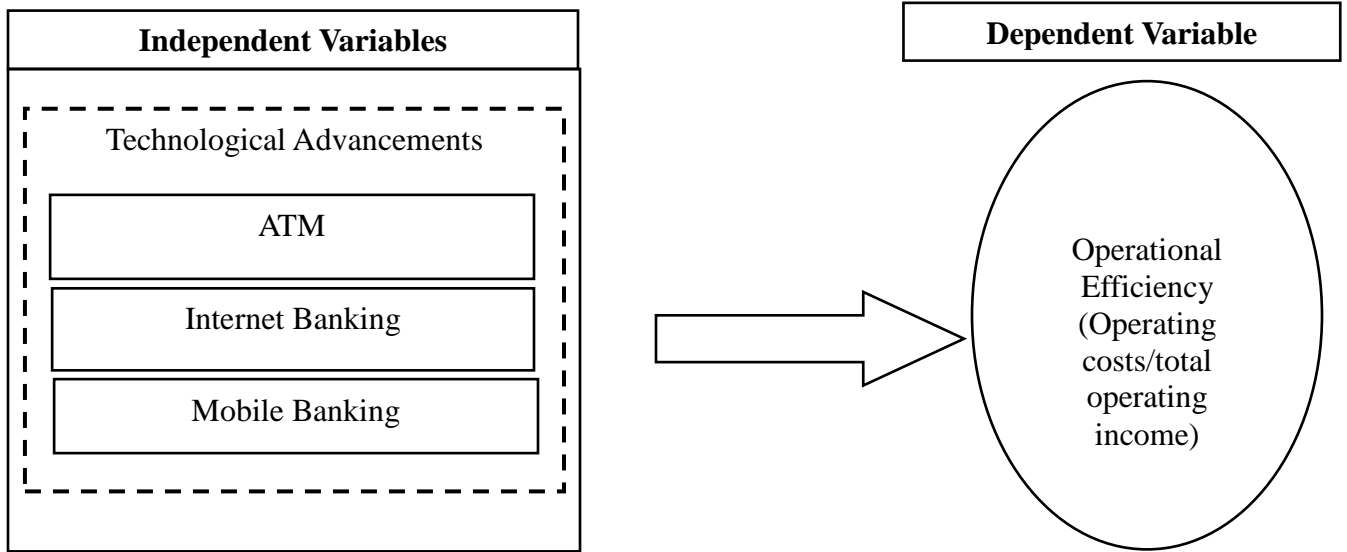 Independent Variables
Technological Advancements
ATM
Internet Banking
Mobile Banking
Dependent Variable
Operational
Efficiency
(Operating
costs/total
operating
income)